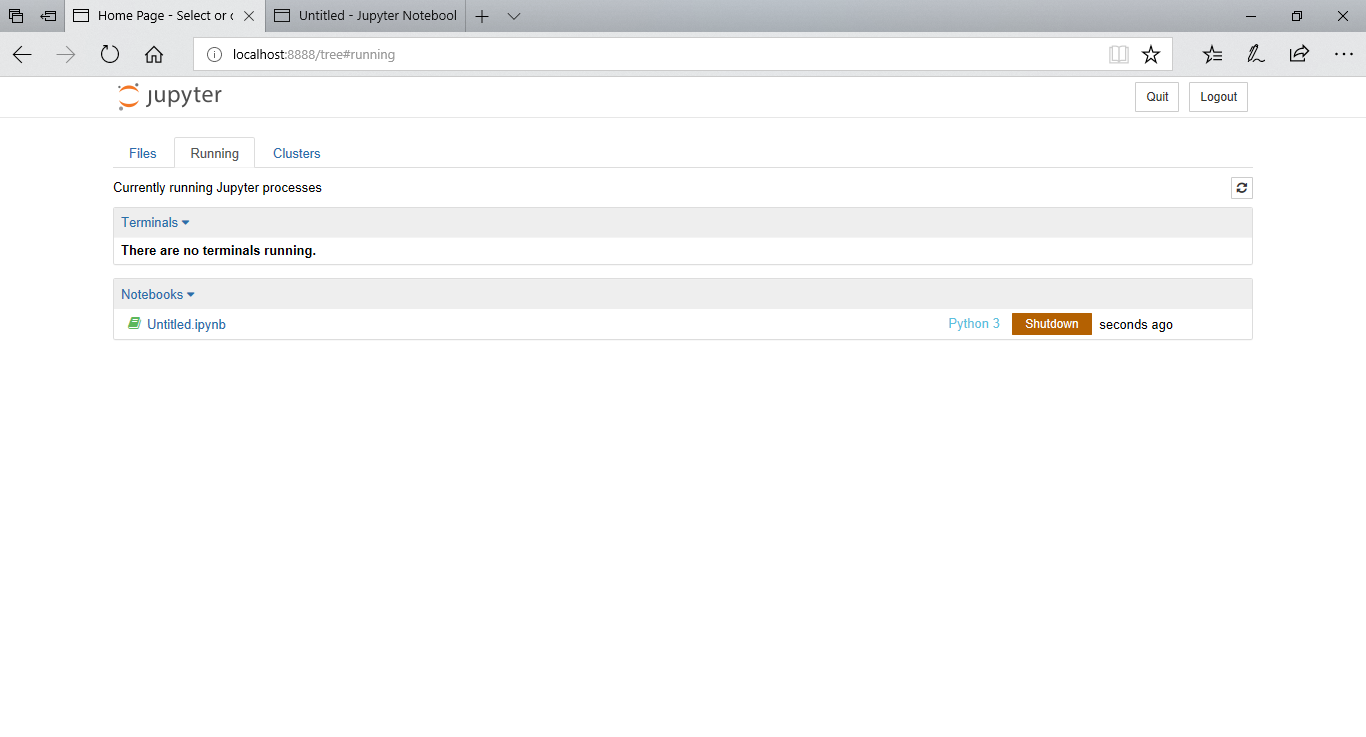 Home Page - Select or c
Untitled - Jupyter Notebool
localhost:8888/tree#running
jupyter
Quit
Logout
Files
Running
Clusters
Currently running Jupyter processes
Terminals
There are no terminals running.
Notebooks
Untitled.ipynb
Python 3
Shutdown
seconds ago